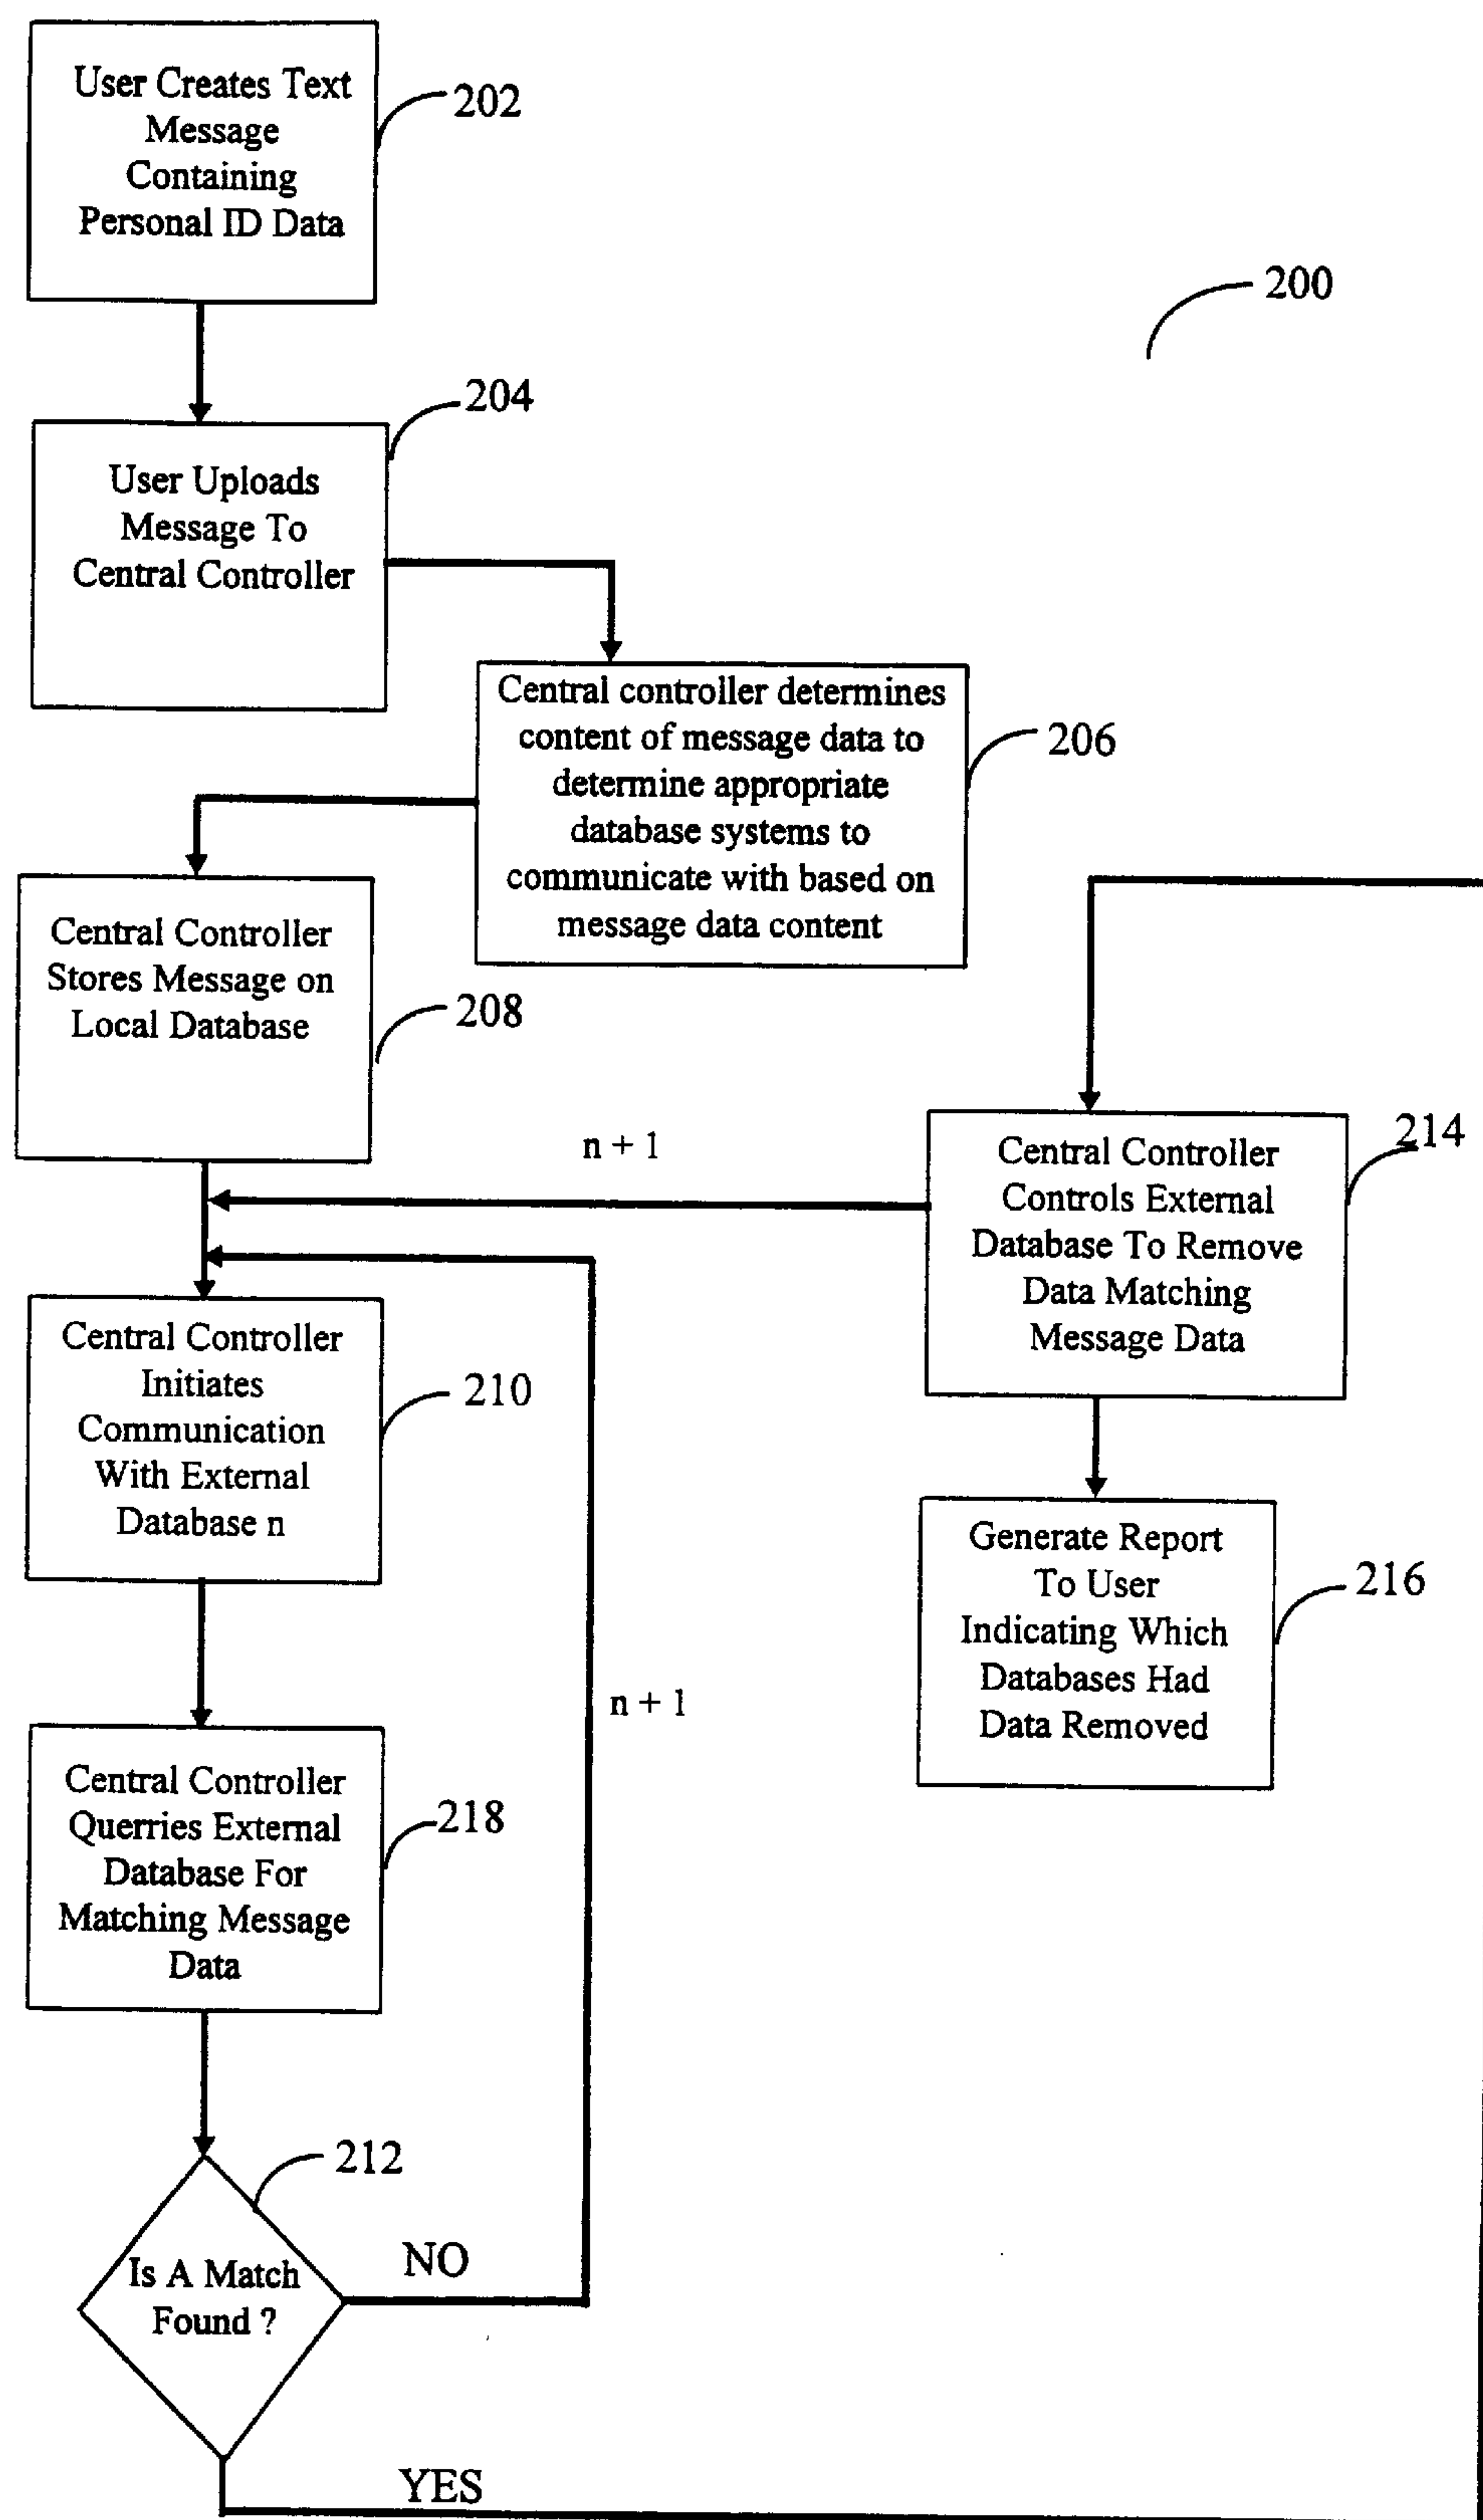 User Creates Text
Message
Containing
Personal ID Data
202
200
204
User Uploads
Message To
Central Controller
Central controller determines
content of message data to
determine appropriate
database systems to
communicate with based on
message data content
206
Central Controller
Stores Message on
Local Database
208
n + 1
Central Controller
Controls External
Database To Remove
Data Matching
Message Data
214
Central Controller
Initiates
Communication
With External
Database n
210
Generate Report
To User
Indicating Which
Databases Had
Data Removed
216
n + 1
Central Controller
Querries External
Database For
Matching Message
Data
218
212
Is A Match
Found ?
NO
YES